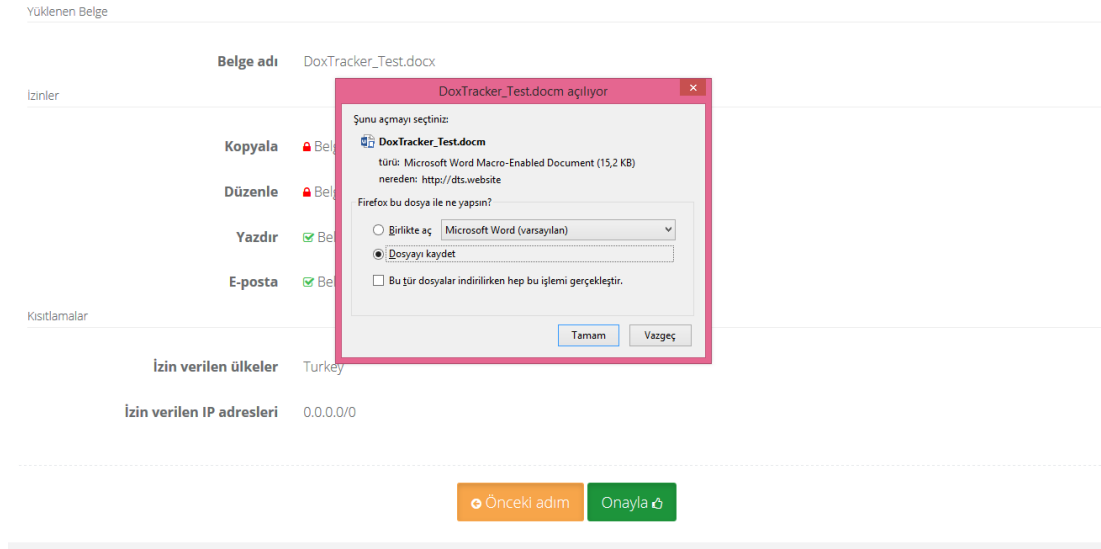 Yüklenen Belge
Belge adı DoxTracker_Test.docx
İzinler
Kopyala
Düzenle
Yazdır
E-posta
Kısıtlamalar
İzin verilen ülkeler Turkey
İzin verilen IP adresleri 0.0.0.0/0
Önceki adım
Onayla
DoxTracker_Test.docm açılıyor
Şunu açmayı seçtiniz:
DoxTracker_Test.docm
türü: Microsoft Word Macro-Enabled Document (15,2 KB)
nereden: http://dts.website
Firefox bu dosya ile ne yapsın?
Birlikte aç Microsoft Word (varsayılan)
Dosyayı kaydet
Bu tür dosyalar indirilirken hep bu işlemi gerçekleştir.
Tamam Vazgeç